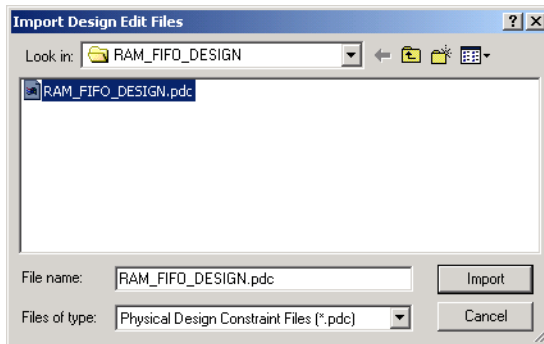 Import Design Edit Files
Look in: RAM_FIFO_DESIGN
RAM_FIFO_DESIGN.pdc
File name: RAM_FIFO_DESIGN.pdc Import
Files of type: Physical Design Constraint Files (*.pdc) Cancel